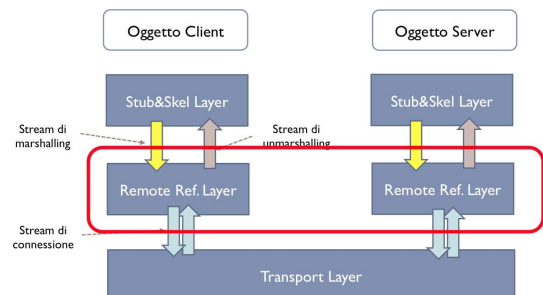 Oggetto Client
Oggetto Server
Stub&Skel Layer
Stub&Skel Layer
Stream di
marshalling
Stream di
unmarshalling
Remote Ref. Layer
Remote Ref. Layer
Stream di
connessione
Transport Layer